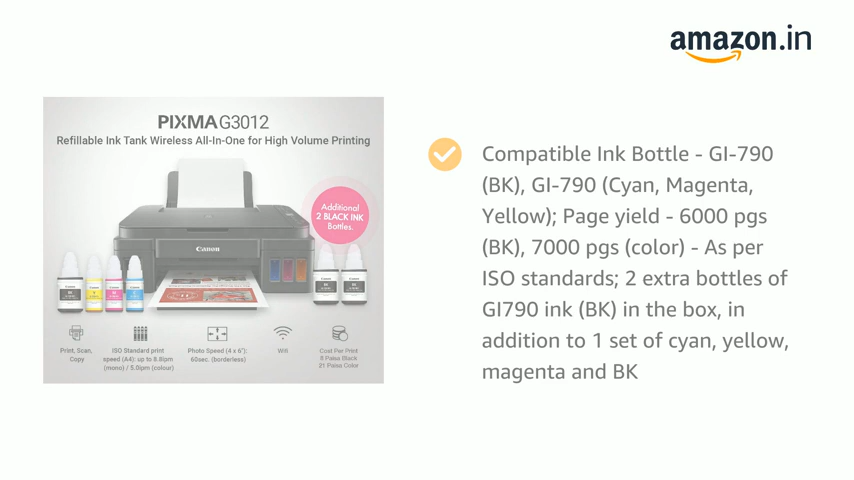 amazon.in
PIXMA G3012
Refillable Ink Tank Wireless All-In-One for High Volume Printing
Additional
2 BLACK INK
Bottles.
Canon
Print, Scan,
Copy
ISO Standard print
speed (A4): up to 8.8ipm
(mono) / 5.0ipm (colour)
Photo Speed (4 x 6"):
60sec. (borderless)
Wifi
Cost Per Print
8 Paisa Black
21 Paisa Color
Compatible Ink Bottle - GI-790
(BK), GI-790 (Cyan, Magenta,
Yellow); Page yield - 6000 pgs
(BK), 7000 pgs (color) - As per
ISO standards; 2 extra bottles of
GI790 ink (BK) in the box, in
addition to 1 set of cyan, yellow,
magenta and BK